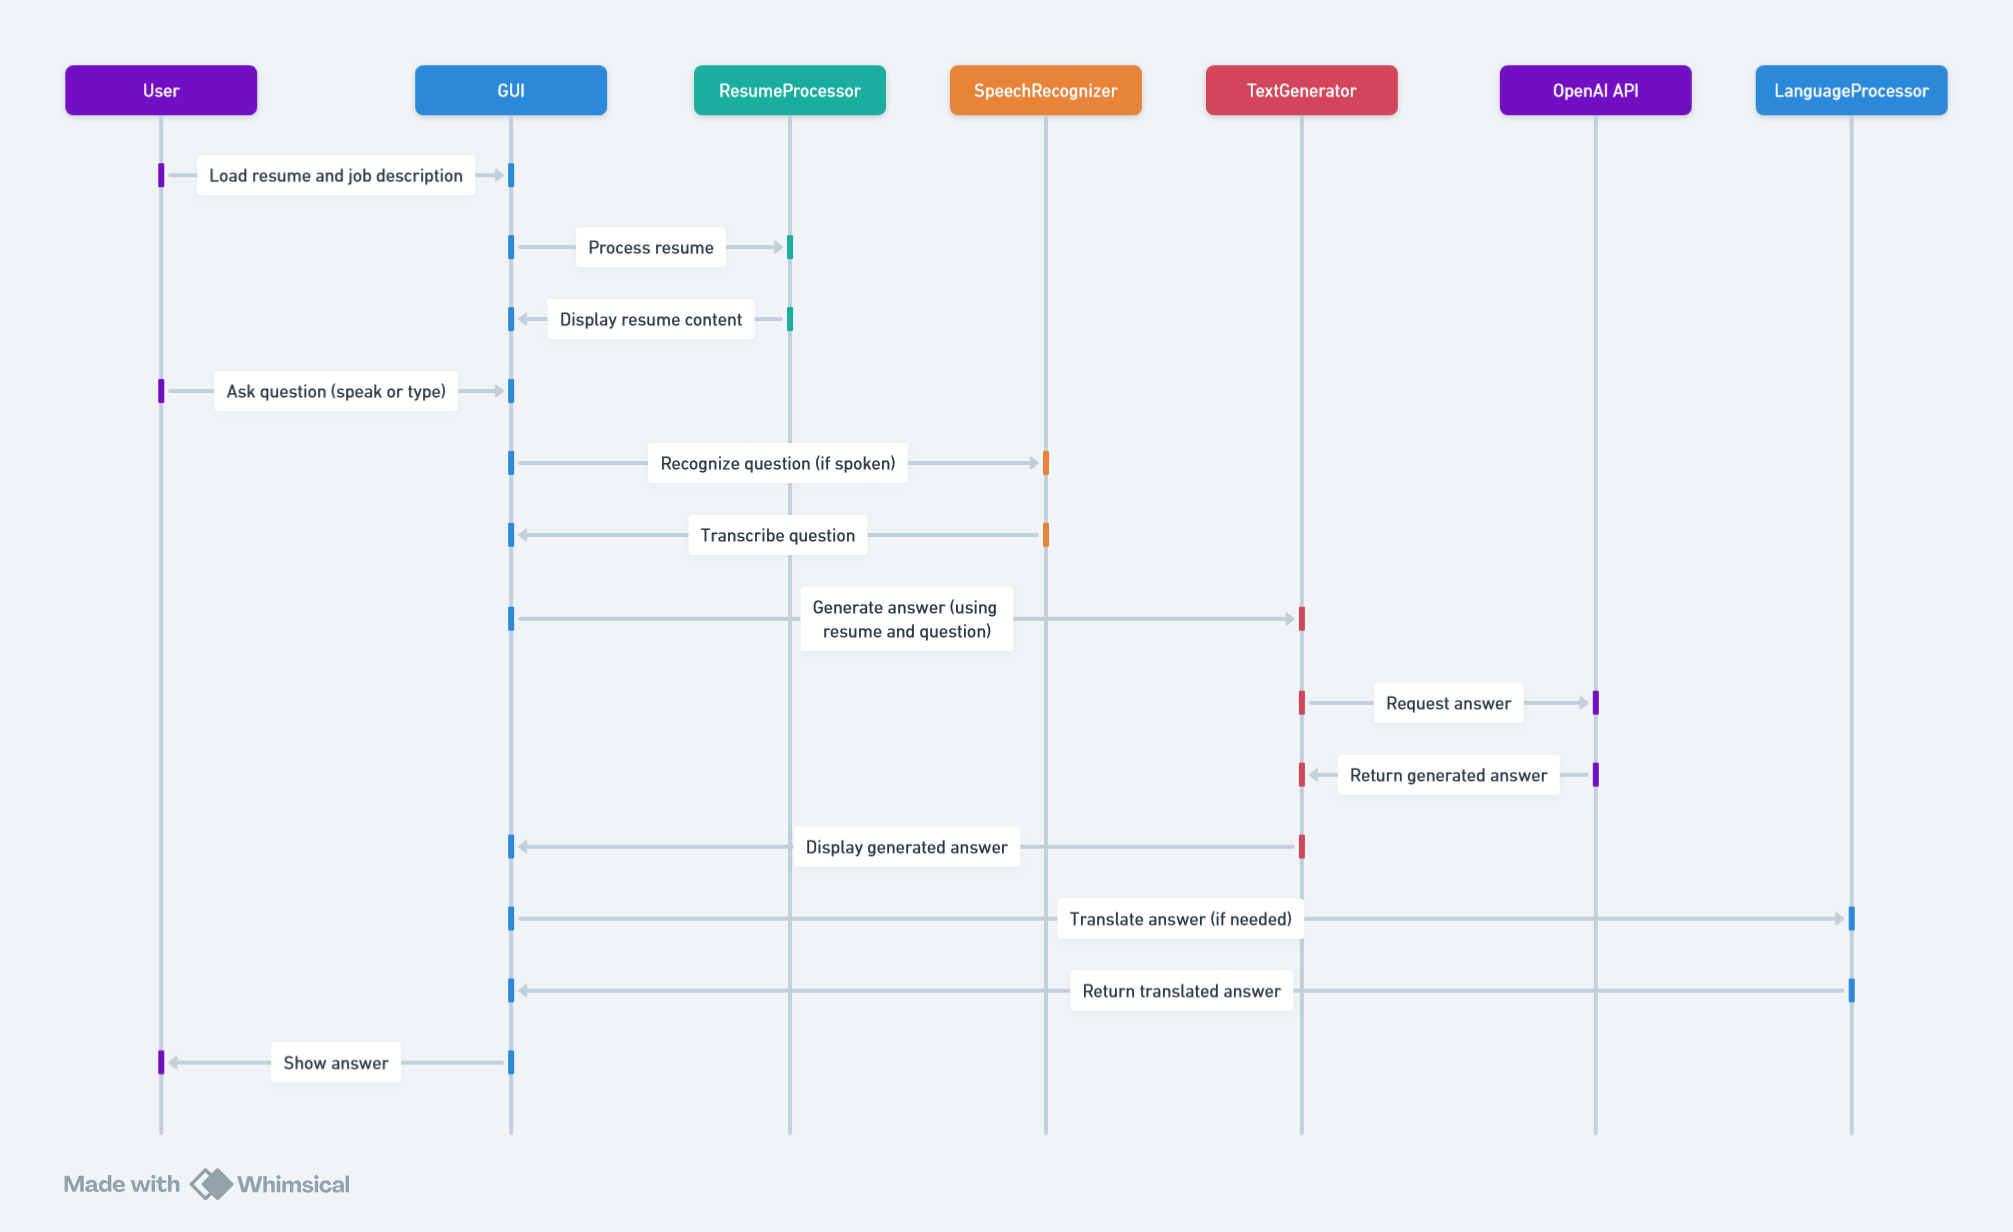 User
GUI
ResumeProcessor
SpeechRecognizer
TextGenerator
OpenAI API
LanguageProcessor
Load resume and job description
Process resume
Display resume content
Ask question (speak or type)
Recognize question (if spoken)
Transcribe question
Generate answer (using
resume and question)
Request answer
Return generated answer
Display generated answer
Translate answer (if needed)
Return translated answer
Show answer
Made with Whimsical